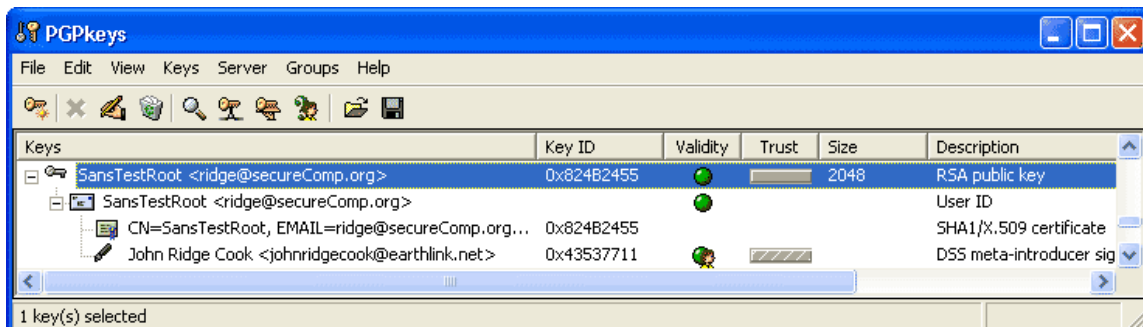 PGPkeys
File Edit View Keys Server Groups Help
Keys Key ID Validity Trust Size Description
SansTestRoot <ridge@secureComp.org> 0x824B2455 2048 RSA public key
SansTestRoot <ridge@secureComp.org> User ID
CN=SansTestRoot, EMAIL=ridge@secureComp.org... 0x824B2455 SHA1/X.509 certificate
John Ridge Cook <johnridgecook@earthlink.net> 0x43537711 DSS meta-introducer sig
1 key(s) selected